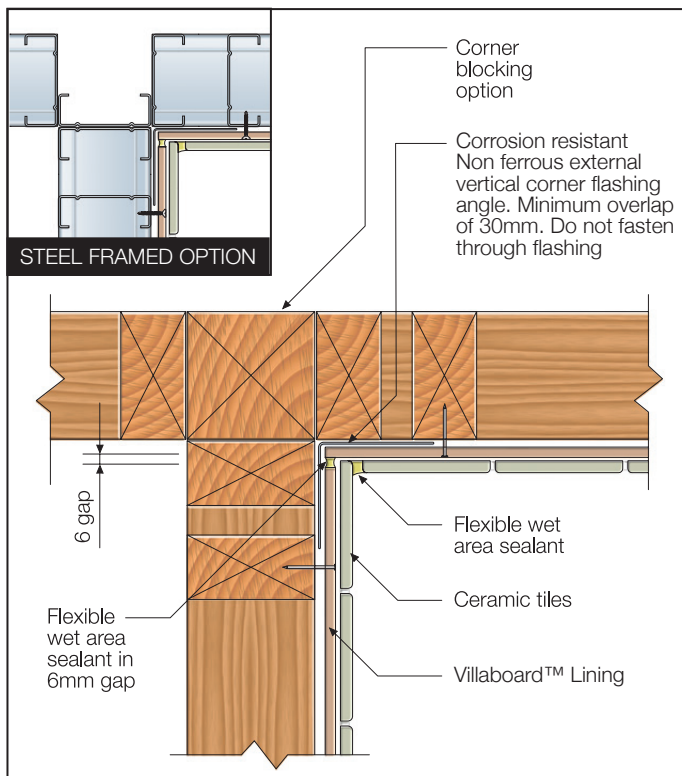 STEEL FRAMED OPTION
Corner
blocking
option
Corrosion resistant
Non ferrous external
vertical corner flashing
angle. Minimum overlap
of 30mm. Do not fasten
through flashing
6 gap
Flexible wet
area sealant
Ceramic tiles
Flexible
wet area
sealant in
6mm gap
Villaboard™ Lining